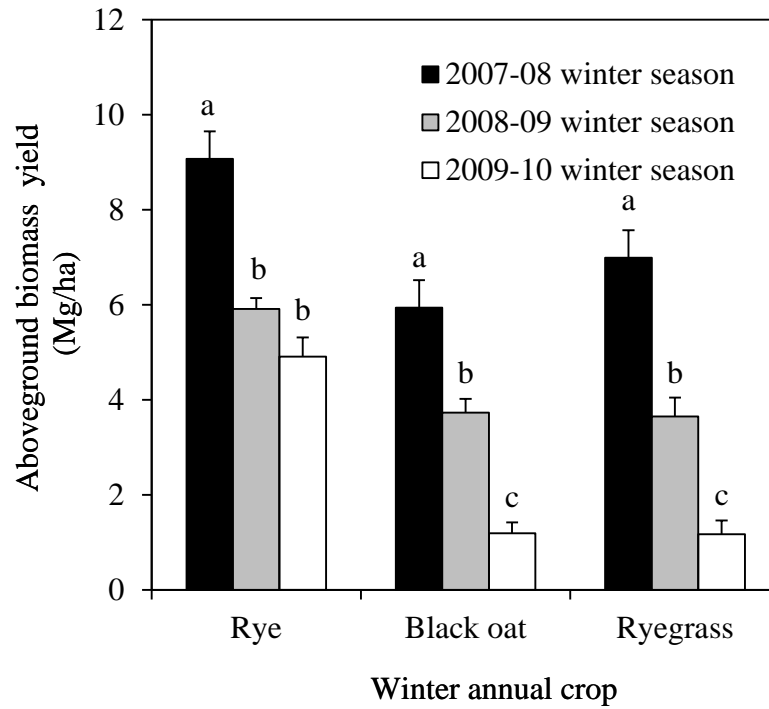 12
10
8
6
4
2
0
Aboveground biomass yield
(Mg/ha)
2007-08 winter season
2008-09 winter season
2009-10 winter season
a
b
b
a
b
c
a
b
c
Rye
Black oat
Ryegrass
Winter annual crop